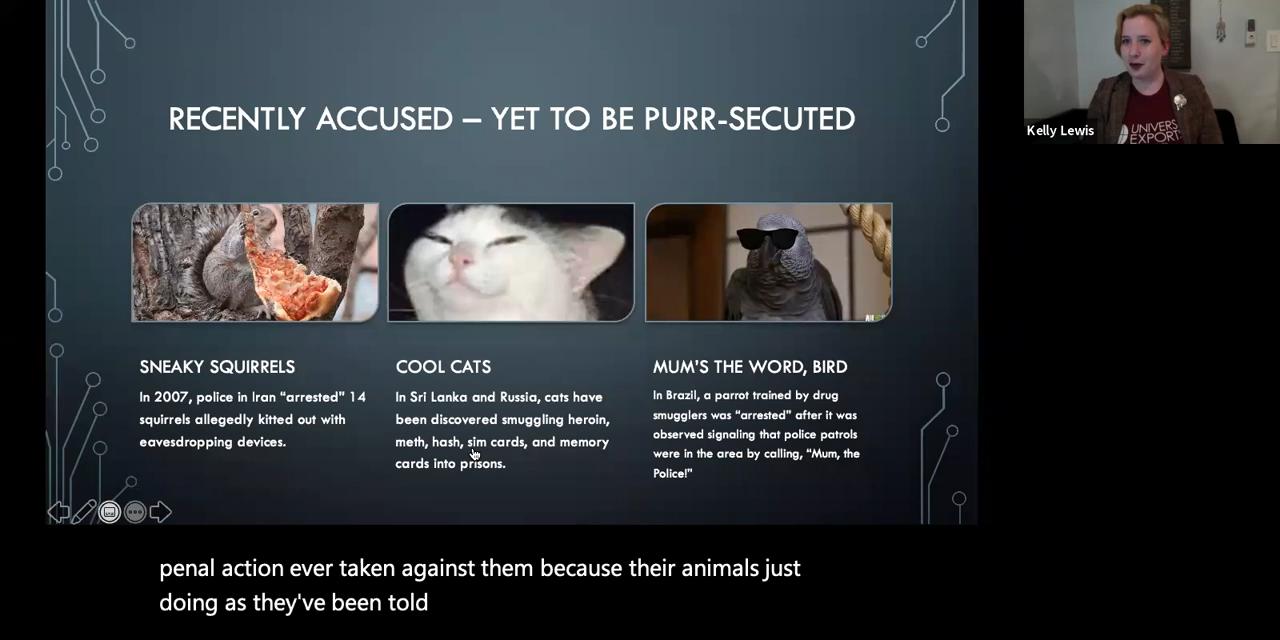 RECENTLY ACCUSED – YET TO BE PURR-SECUTED
SNEAKY SQUIRRELS
In 2007, police in Iran “arrested” 14
squirrels allegedly kitted out with
eavesdropping devices.
COOL CATS
In Sri Lanka and Russia, cats have
been discovered smuggling heroin,
meth, hash, sim cards, and memory
cards into prisons.
MUM’S THE WORD, BIRD
In Brazil, a parrot trained by drug
smugglers was “arrested” after it was
observed signaling that police patrols
were in the area by calling, “Mum, the
Police!”
Kelly Lewis
UNIVERS
EXPORT
penal action ever taken against them because their animals just
doing as they've been told